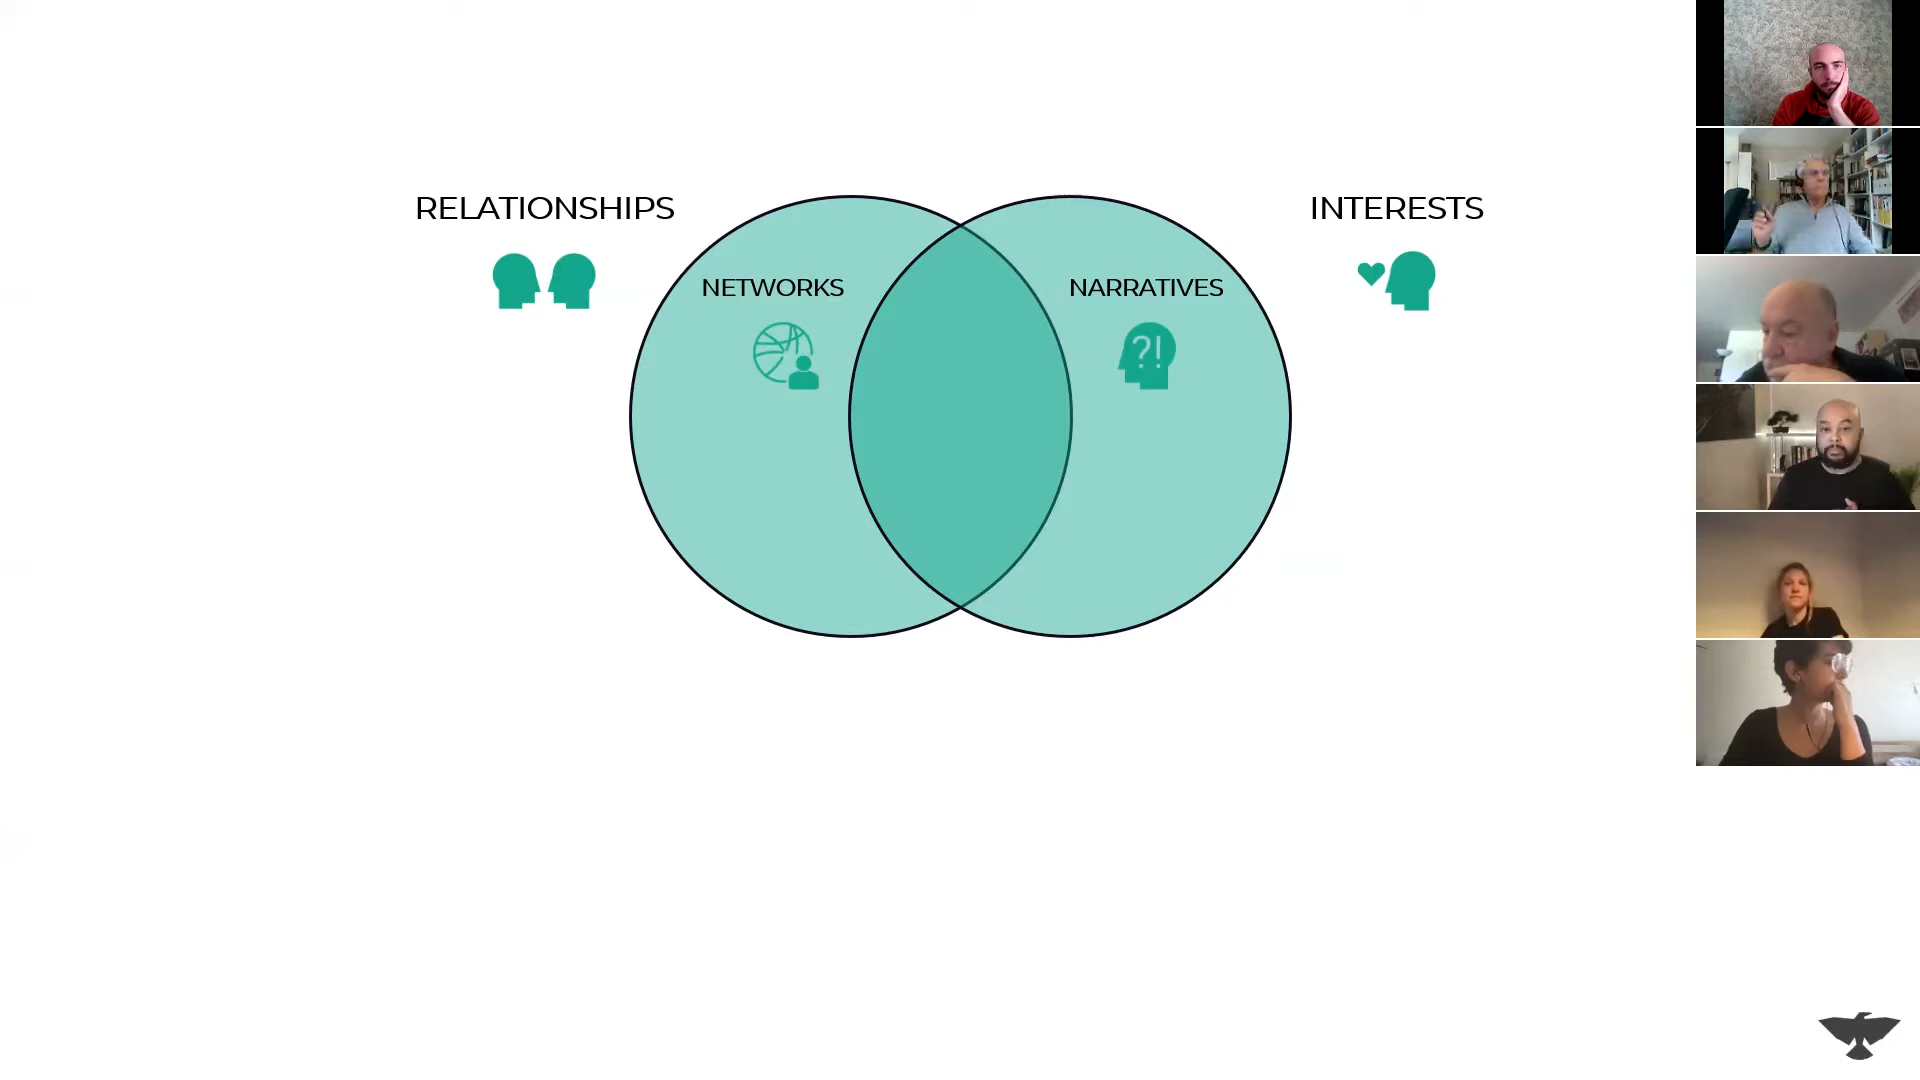 RELATIONSHIPS
INTERESTS
NETWORKS
NARRATIVES
?!